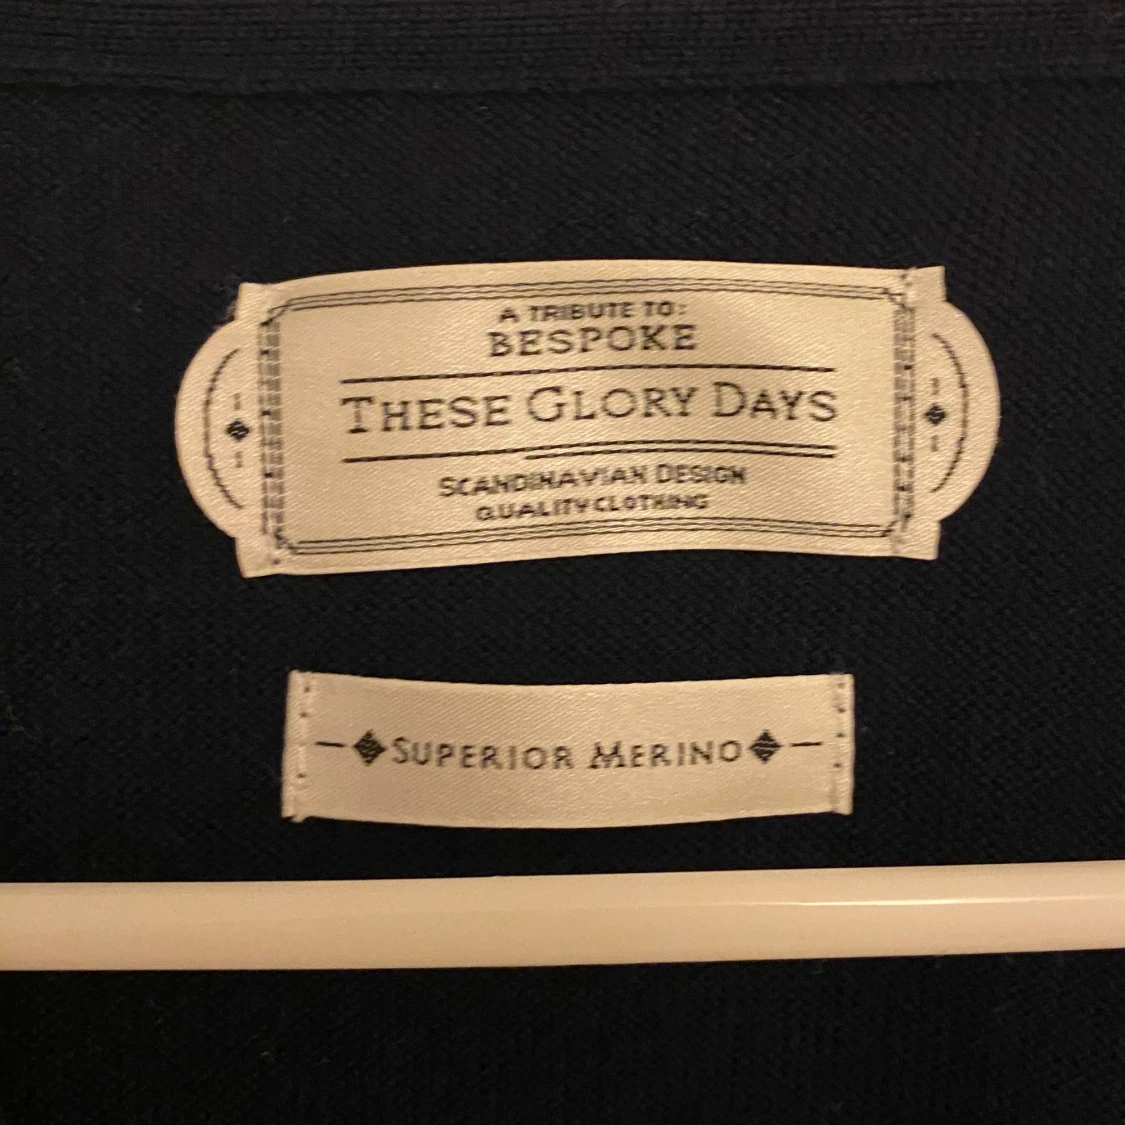 A TRIBUTE TO:
BESPOKE
THESE GLORY DAYS
SCANDINAVIAN DESIGN
QUALITY CLOTHING
SUPERIOR MERINO